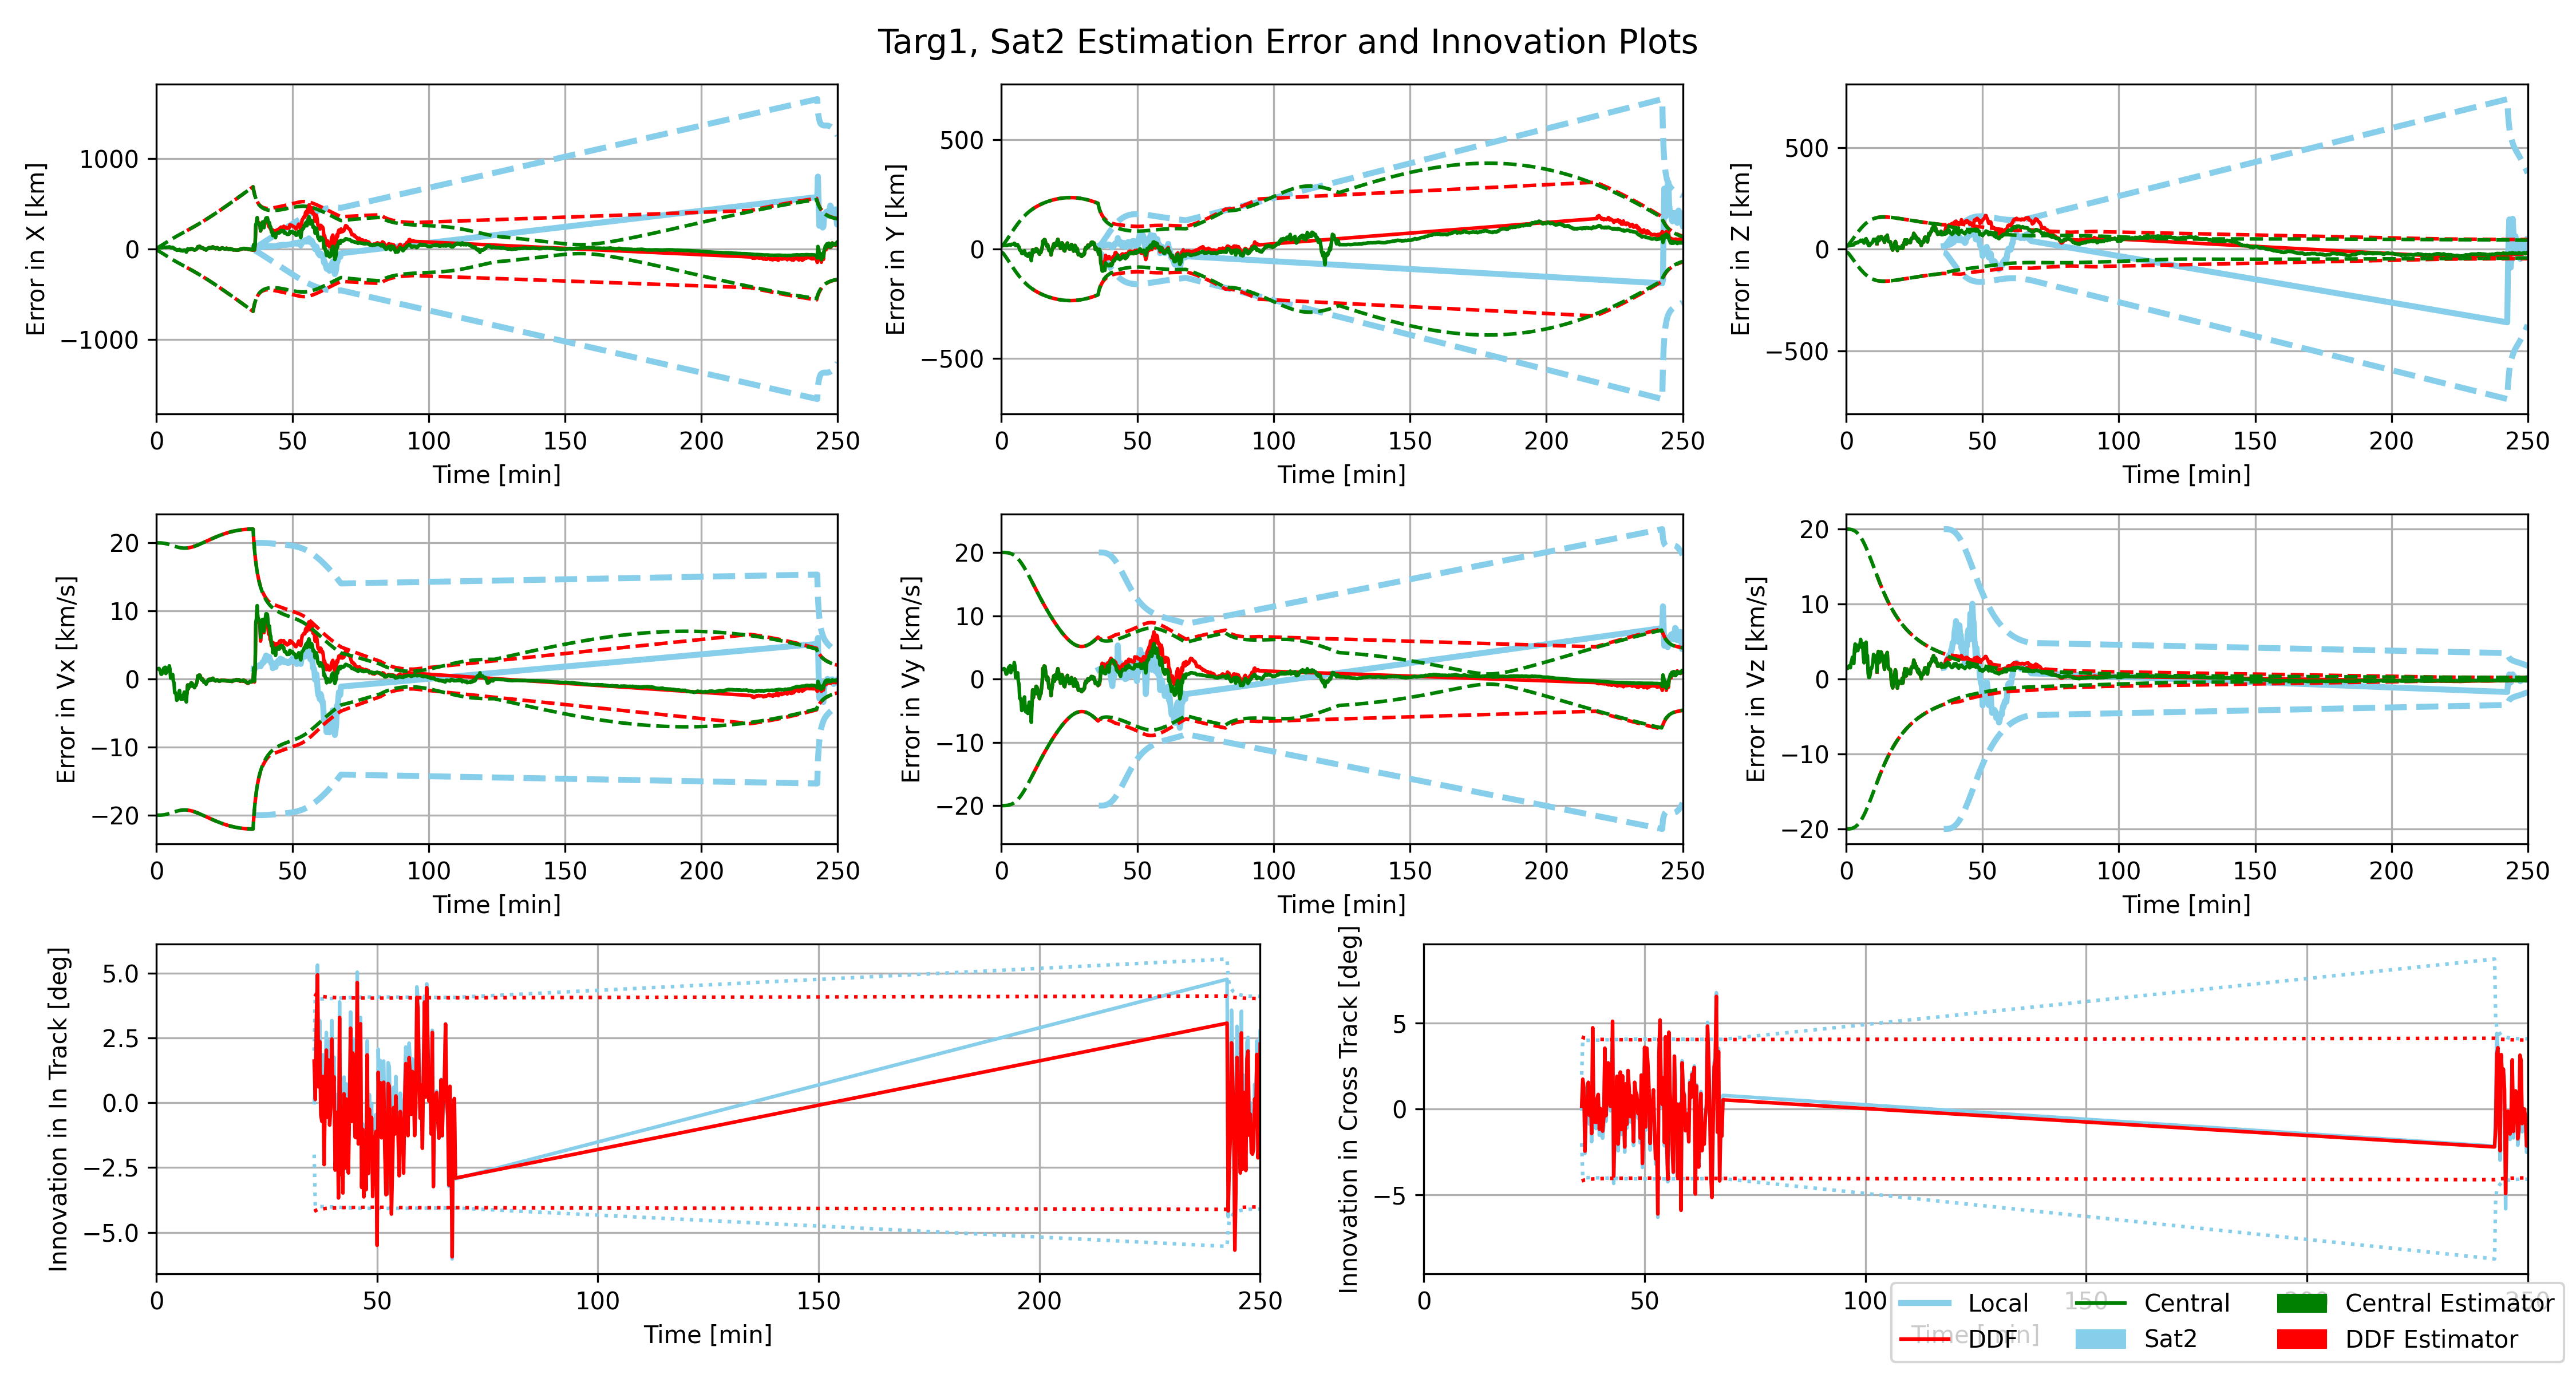 Targ1, Sat2 Estimation Error and Innovation Plots
Error in X [km]
1000
0
−1000
0 50 100 150 200 250
Time [min]
Error in Y [km]
500
0
−500
0 50 100 150 200 250
Time [min]
Error in Z [km]
500
0
−500
0 50 100 150 200 250
Time [min]
Error in Vx [km/s]
20
10
0
−10
−20
0 50 100 150 200 250
Time [min]
Error in Vy [km/s]
20
10
0
−10
−20
0 50 100 150 200 250
Time [min]
Error in Vz [km/s]
20
10
0
−10
−20
0 50 100 150 200 250
Time [min]
Innovation in In Track [deg]
5.0
2.5
0.0
−2.5
−5.0
0 50 100 150 200 250
Time [min]
Innovation in Cross Track [deg]
5
0
−5
0 50 100 150 200 250
Time [min]
Local Central Central Estimator
DDF Sat2 DDF Estimator